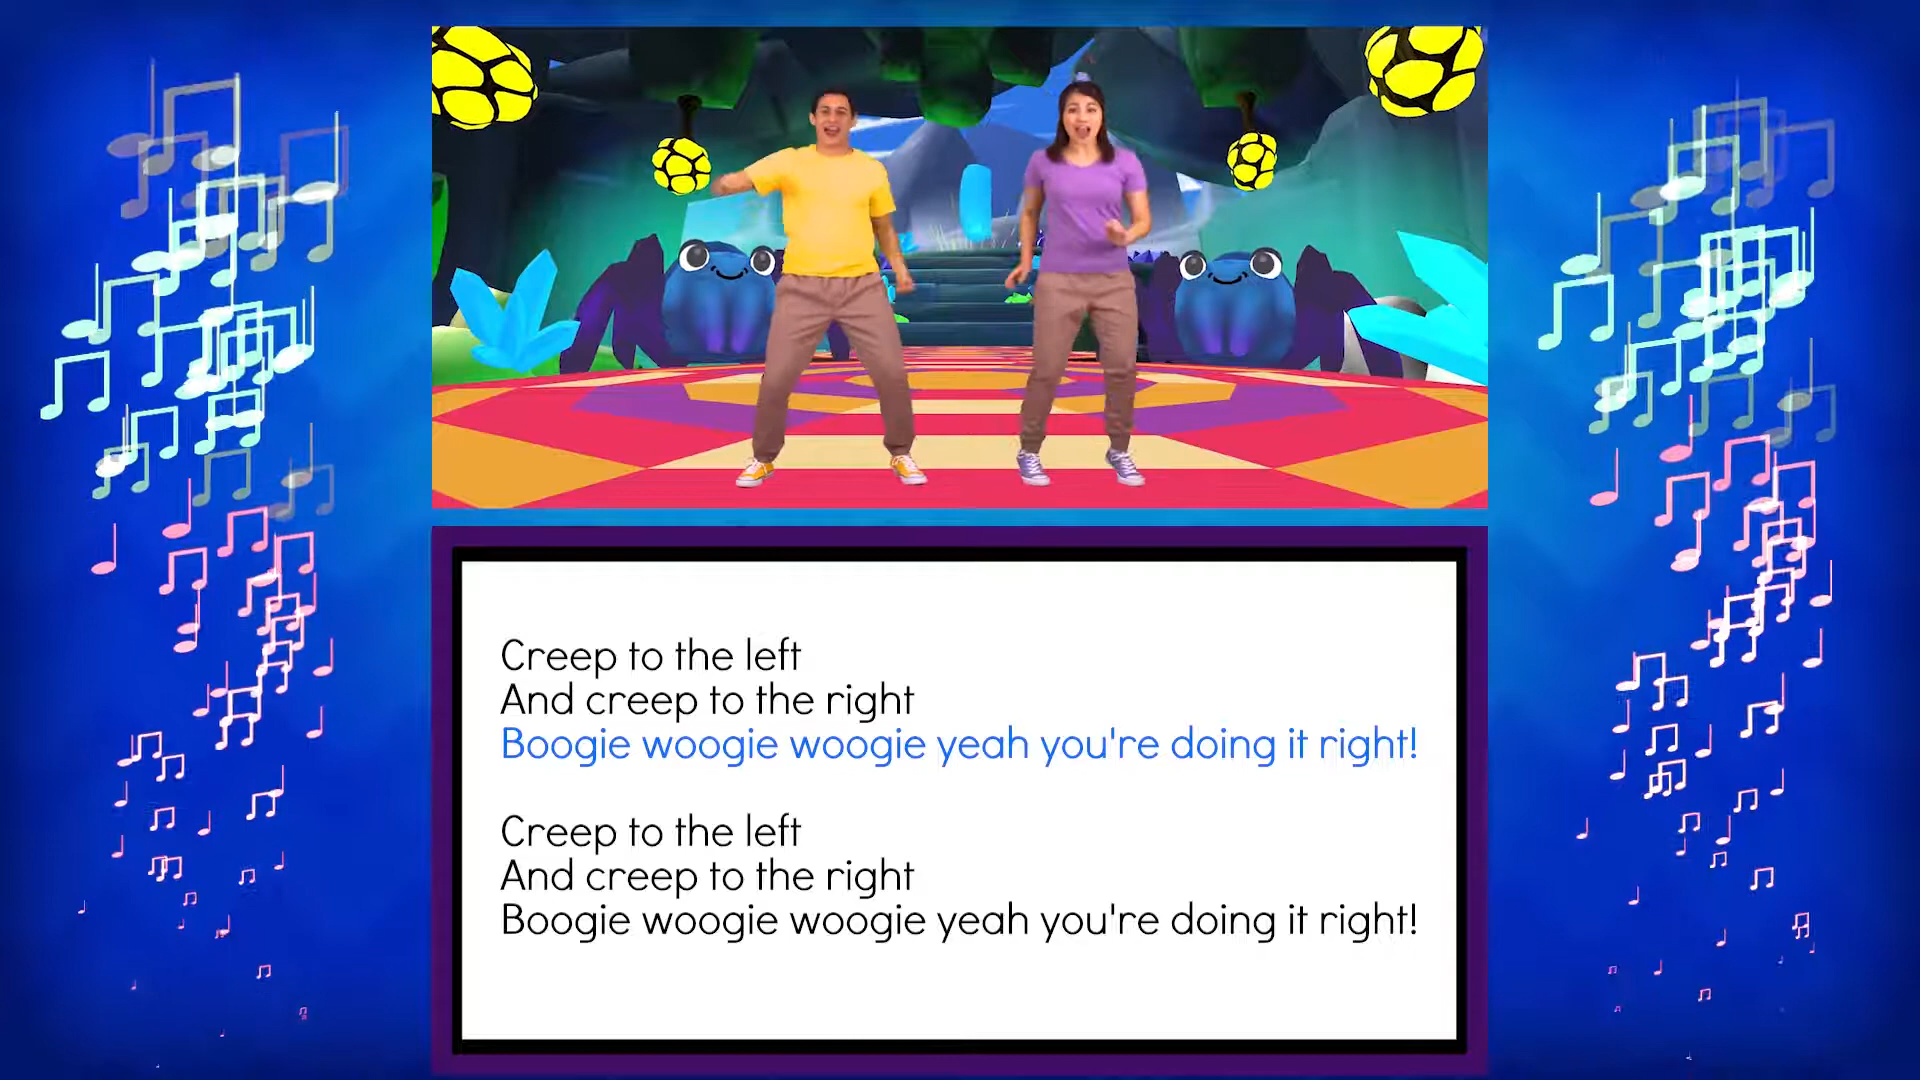 Creep to the left
And creep to the right
Boogie woogie woogie yeah you're doing it right!
Creep to the left
And creep to the right
Boogie woogie woogie yeah you're doing it right!